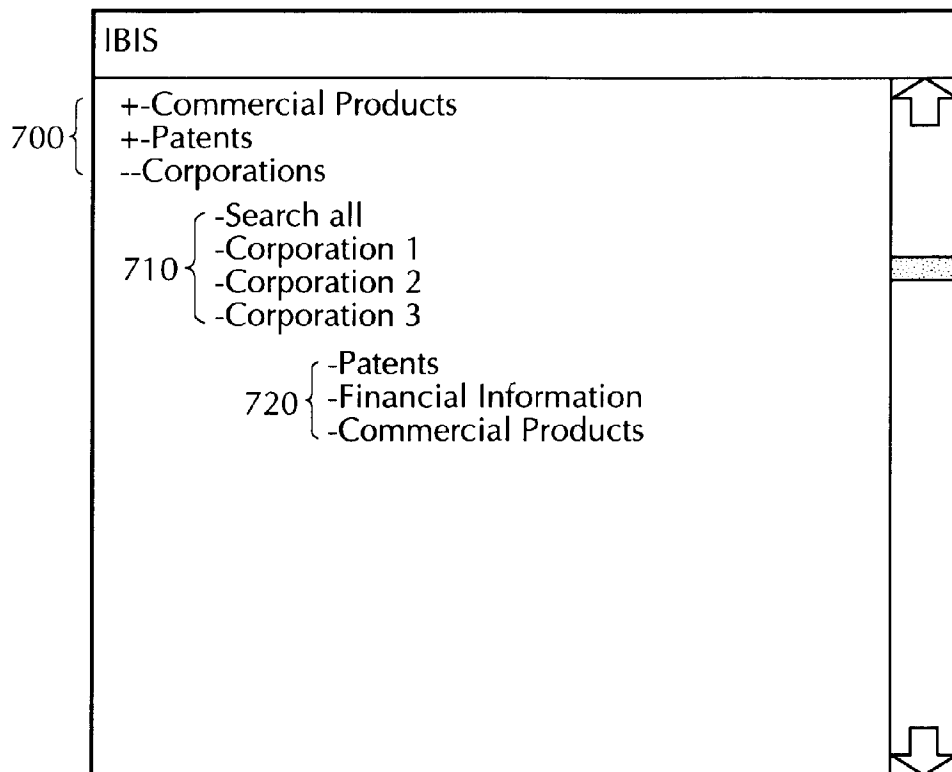 IBIS
+-Commercial Products
700 +-Patents
--Corporations
-Search all
-Corporation 1
710 -Corporation 2
-Corporation 3
-Patents
720 -Financial Information
-Commercial Products